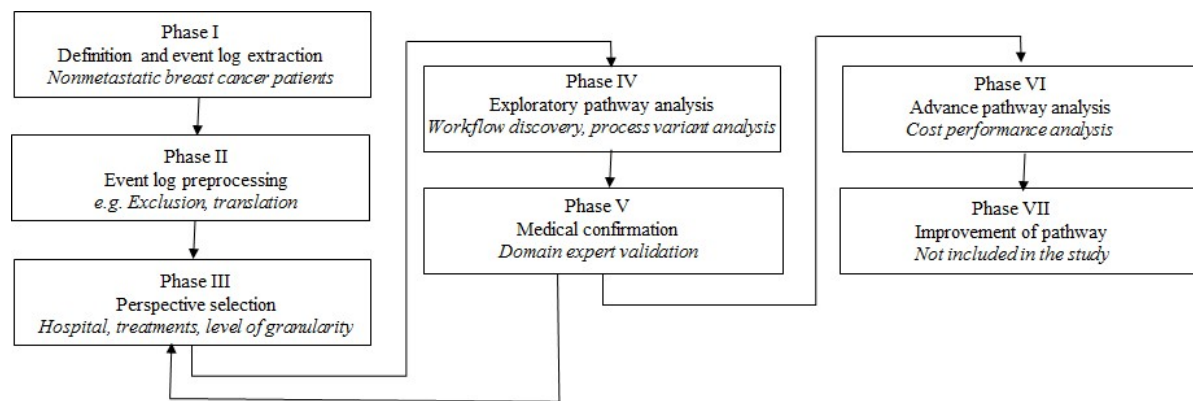 Phase I
Definition and event log extraction
Nonmetastatic breast cancer patients
Phase II
Event log preprocessing
e.g. Exclusion, translation
Phase III
Perspective selection
Hospital, treatments, level of granularity
Phase IV
Exploratory pathway analysis
Workflow discovery, process variant analysis
Phase V
Medical confirmation
Domain expert validation
Phase VI
Advance pathway analysis
Cost performance analysis
Phase VII
Improvement of pathway
Not included in the study